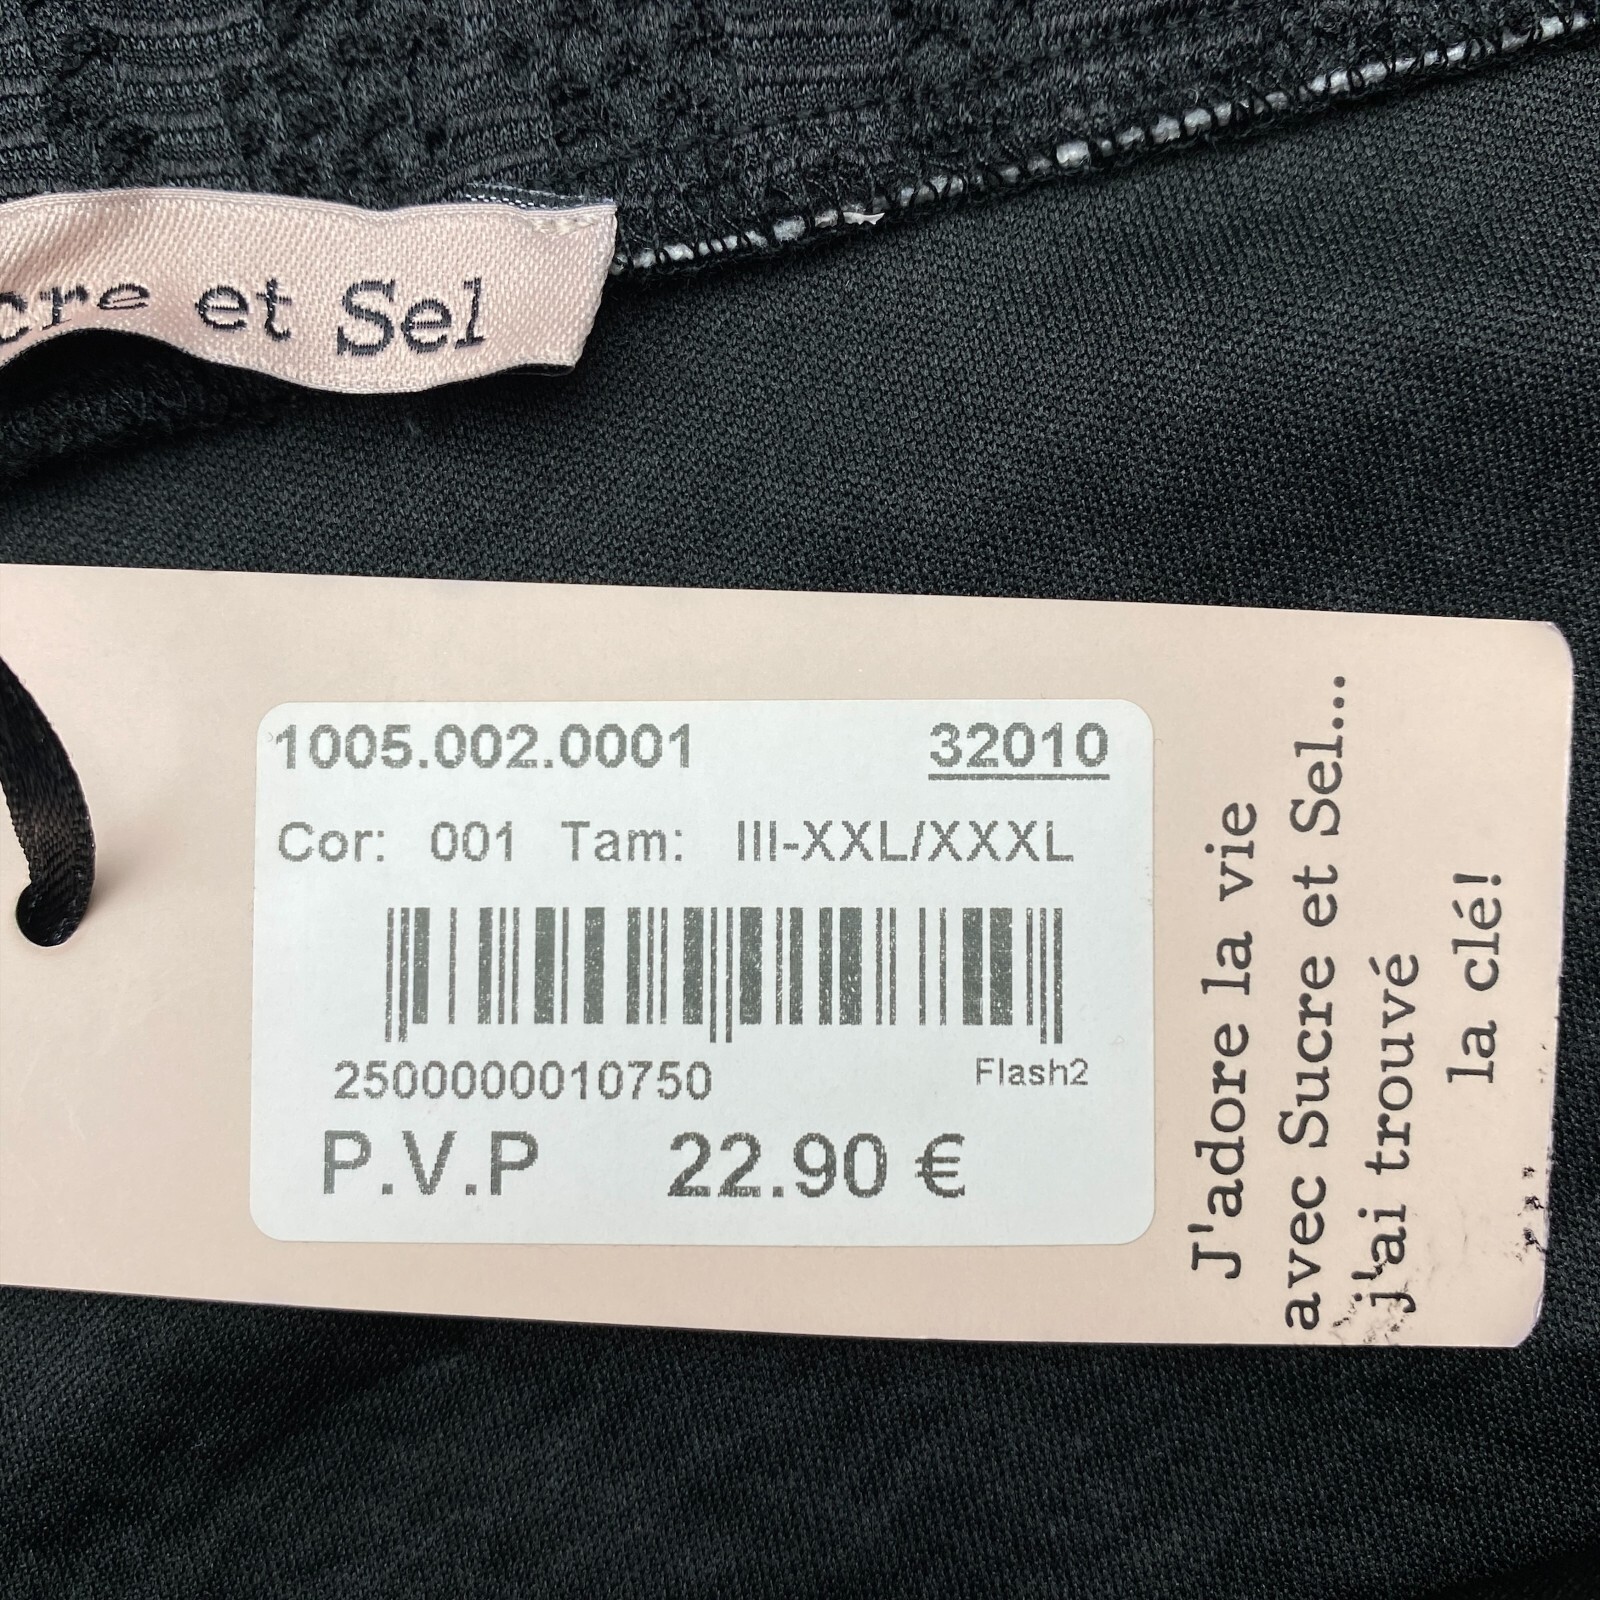 cre et Sel
1005.002.0001 32010
Cor: 001 Tam: III-XXL/XXXL
2500000010750 Flash2
P.V.P 22.90 €
J'adore la vie
avec Sucre et Sel...
j'ai trouvé
la clé!